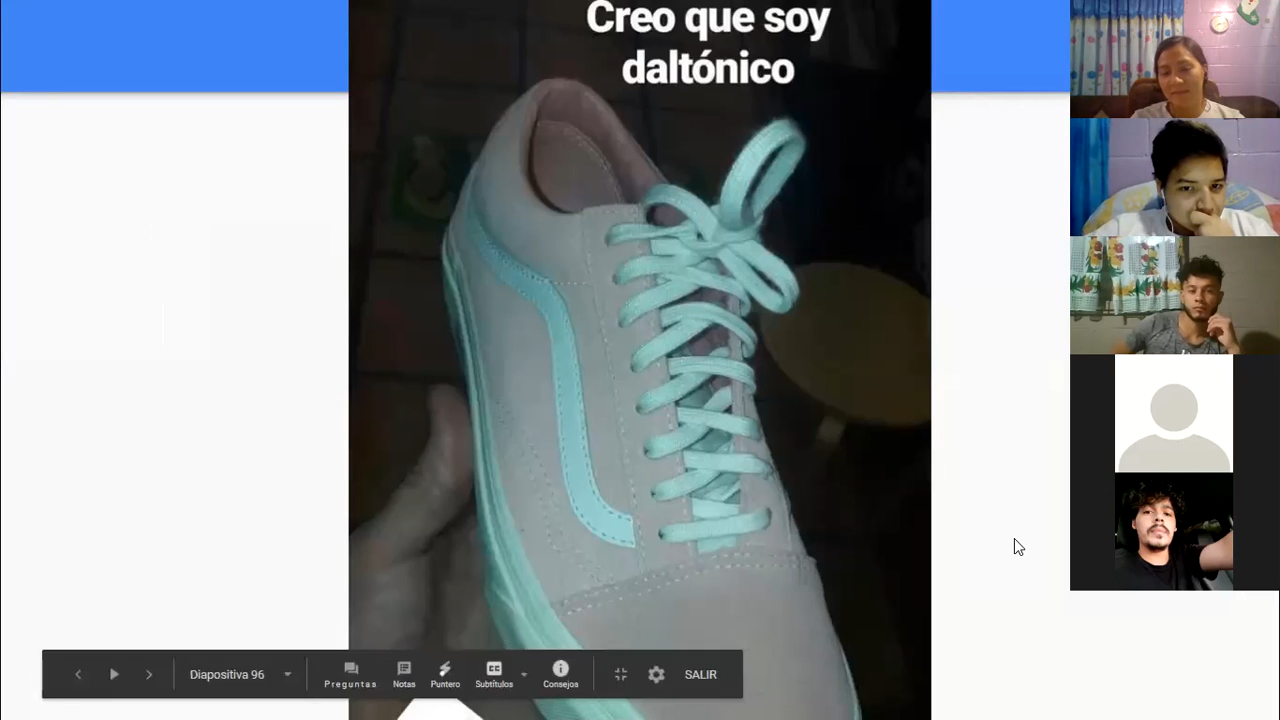 Creo que soy
daltónico
Diapositiva 96
Preguntas
Notas
Puntero
Subtítulos
Consejos
SALIR